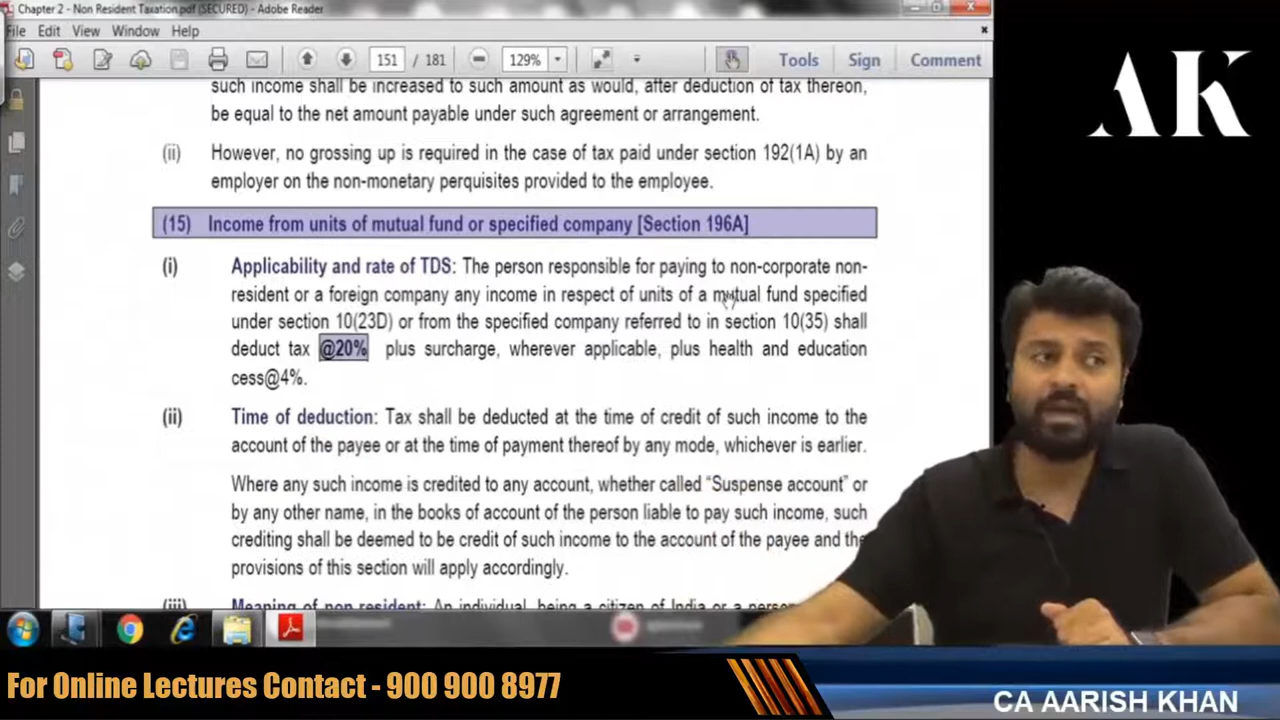 Chapter 2 - Non Resident Taxation.pdf (SECURED) - Adobe Reader
File Edit View Window Help
151 / 181 129% Tools Sign Comment
AK
such income shall be increased to such amount as would, after deduction of tax thereon,
be equal to the net amount payable under such agreement or arrangement.
(ii) However, no grossing up is required in the case of tax paid under section 192(1A) by an
employer on the non-monetary perquisites provided to the employee.
(15) Income from units of mutual fund or specified company [Section 196A]
(i) Applicability and rate of TDS: The person responsible for paying to non-corporate non-
resident or a foreign company any income in respect of units of a mutual fund specified
under section 10(23D) or from the specified company referred to in section 10(35) shall
deduct tax @20% plus surcharge, wherever applicable, plus health and education
cess@4%.
(ii) Time of deduction: Tax shall be deducted at the time of credit of such income to the
account of the payee or at the time of payment thereof by any mode, whichever is earlier.
Where any such income is credited to any account, whether called “Suspense account” or
by any other name, in the books of account of the person liable to pay such income, such
crediting shall be deemed to be credit of such income to the account of the payee and the
provisions of this section will apply accordingly.
(iii) Meaning of non resident: An individual, being a citizen of India or a person
For Online Lectures Contact - 900 900 8977
CA AARISH KHAN